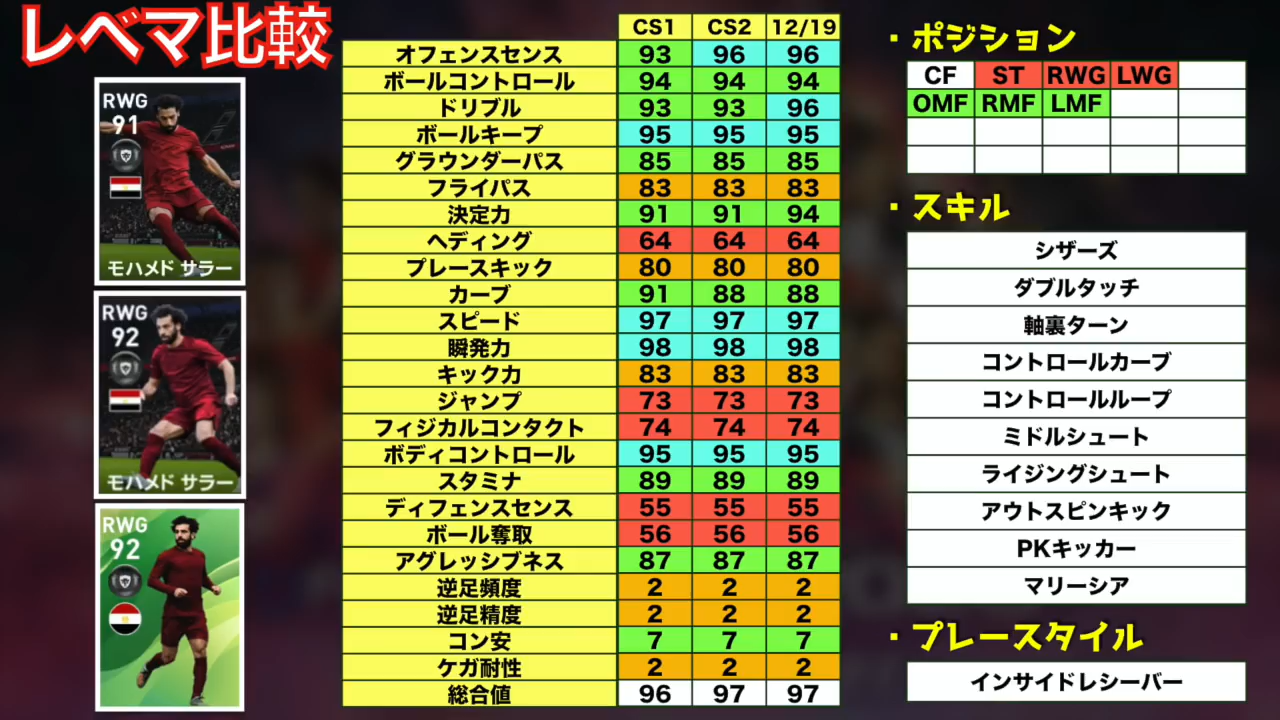 レベマ比較
RWG
91
モハメド サラー
RWG
92
モハメド サラー
RWG
92
CS1 CS2 12/19
オフェンスセンス 93 96 96
ボールコントロール 94 94 94
ドリブル 93 93 96
ボールキープ 95 95 95
グラウンダーパス 85 85 85
フライパス 83 83 83
決定力 91 91 94
ヘディング 64 64 64
プレースキック 80 80 80
カーブ 91 88 88
スピード 97 97 97
瞬発力 98 98 98
キック力 83 83 83
ジャンプ 73 73 73
フィジカルコンタクト 74 74 74
ボディコントロール 95 95 95
スタミナ 89 89 89
ディフェンスセンス 55 55 55
ボール奪取 56 56 56
アグレッシブネス 87 87 87
逆足頻度 2 2 2
逆足精度 2 2 2
コン安 7 7 7
ケガ耐性 2 2 2
総合値 96 97 97
・ポジション
CF ST RWG LWG
OMF RMF LMF
・スキル
シザーズ
ダブルタッチ
軸裏ターン
コントロールカーブ
コントロールループ
ミドルシュート
ライジングシュート
アウトスピンキック
PKキッカー
マリーシア
・プレースタイル
インサイドレシーバー